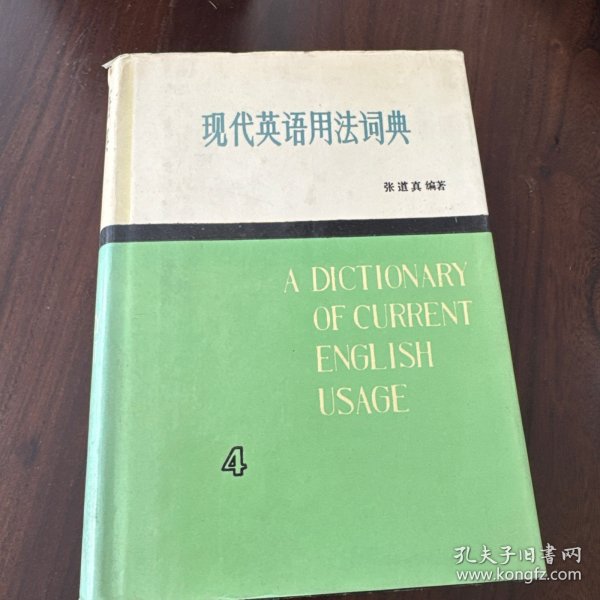 现代英语用法词典
张道真 编著
A DICTIONARY
OF CURRENT
ENGLISH
USAGE
4
孔夫子旧书网
www.kongfz.com